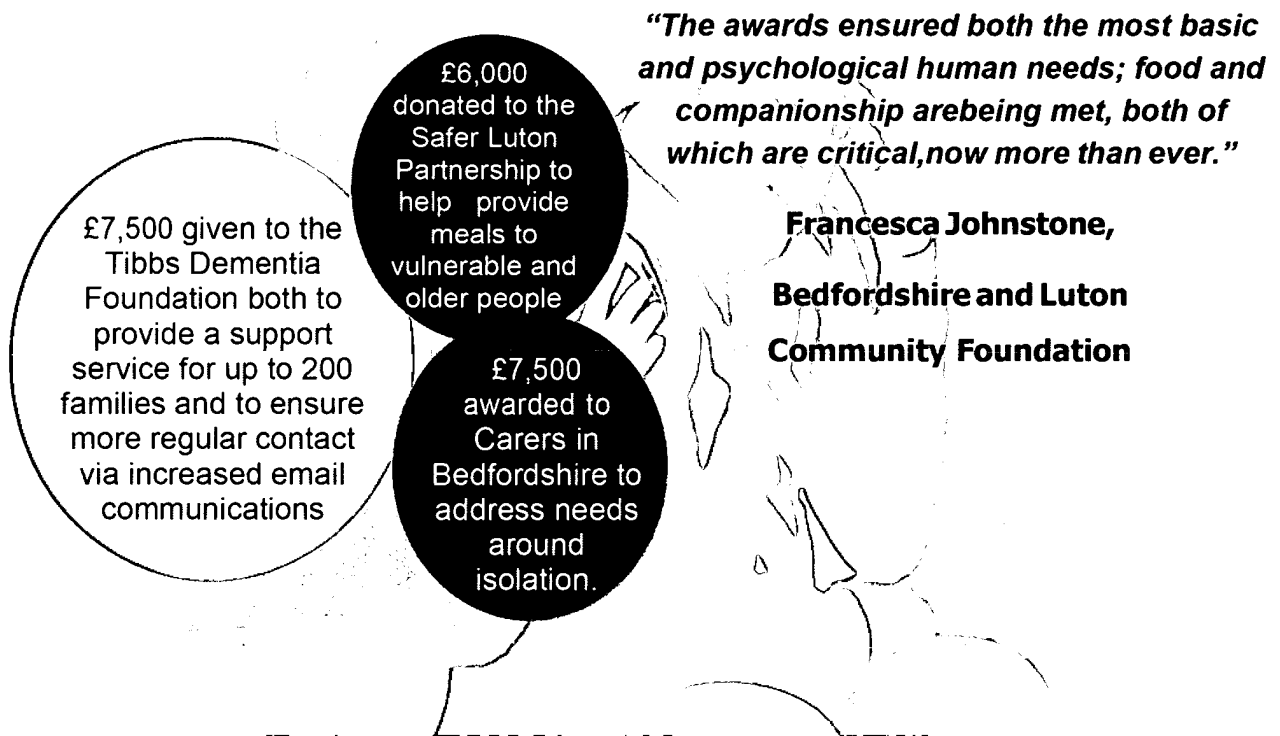 £7,500 given to the
Tibbs Dementia
Foundation both to
provide a support
service for up to 200
families and to ensure
more regular contact
via increased email
communications
£6,000
donated to the
Safer Luton
Partnership to
help provide
meals to
vulnerable and
older people
£7,500
awarded to
Carers in
Bedfordshire to
address needs
around
isolation.
“The awards ensured both the most basic
and psychological human needs; food and
companionship arebeing met, both of
which are critical,now more than ever.”
Francesca Johnstone,
Bedfordshire and Luton
Community Foundation